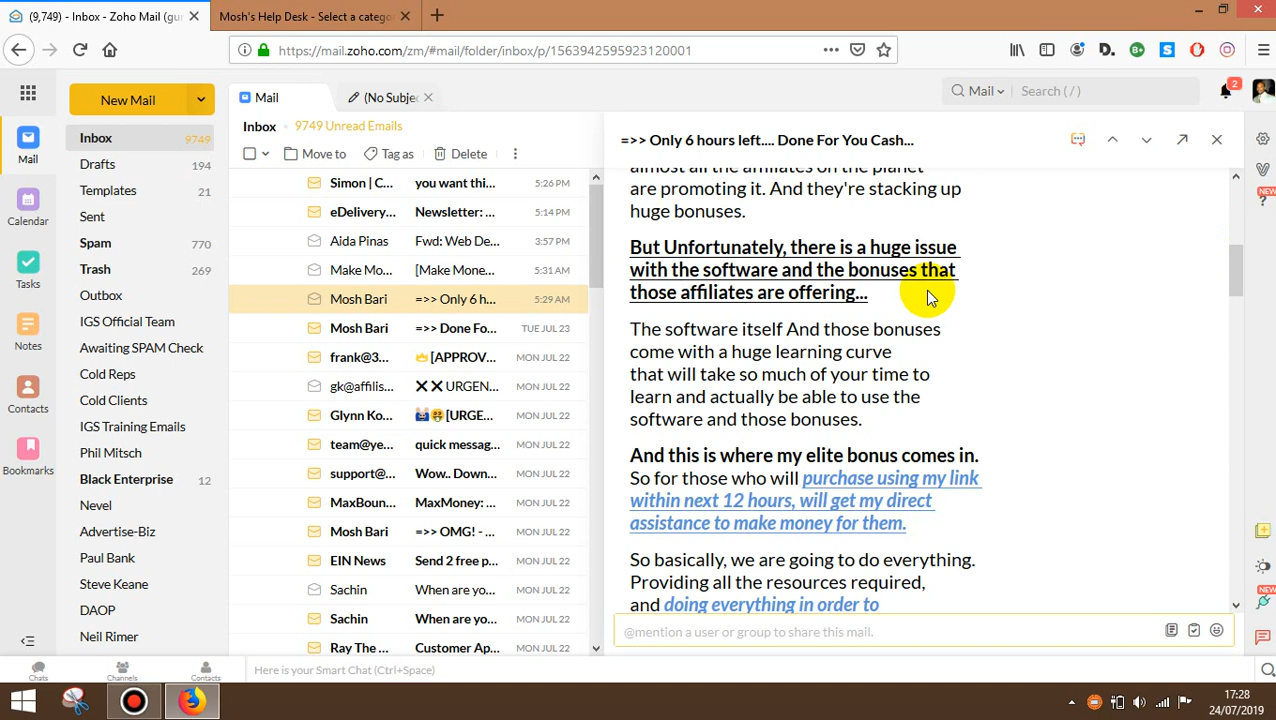 (9,749) - Inbox - Zoho Mail (gu
Mosh's Help Desk - Select a catego
https://mail.zoho.com/zm/#mail/folder/inbox/p/1563942595923120001
New Mail
Mail
(No Subje
Mail
Search ( / )
2
Inbox 9749
Drafts
Templates 21
Sent
Spam 770
Trash 269
Outbox
IGS Official Team
Awaiting SPAM Check
Cold Reps
Cold Clients
IGS Training Emails
Phil Mitsch
Black Enterprise 12
Nevel
Advertise-Biz
Paul Bank
Steve Keane
DAOP
Neil Rimer
Mail
Calendar
Tasks
Notes
Contacts
Bookmarks
Inbox 9749 Unread Emails
Move to
Tag as
Delete
Simon | C... you want thi... 5:26 PM
eDelivery... Newsletter: ... 5:14 PM
Aida Pinas Fwd: Web De... 3:57 PM
Make Mo... [Make Mone... 5:31 AM
Mosh Bari =>> Only 6 h... 5:29 AM
Mosh Bari =>> Done Fo... TUE JUL 23
frank@3... [APPROV... MON JUL 22
gk@affilis... URGEN... MON JUL 22
Glynn Ko... [URGE... MON JUL 22
team@ye... quick messag... MON JUL 22
support@... Wow.. Down... MON JUL 22
MaxBoun... MaxMoney: ... MON JUL 22
Mosh Bari =>> OMG! - ... MON JUL 22
EIN News Send 2 free p... MON JUL 22
Sachin When are yo... MON JUL 22
Sachin When are yo... MON JUL 22
Ray The ... Customer Ap... MON JUL 22
=>> Only 6 hours left.... Done For You Cash...
almost all the affiliates on the planet
are promoting it. And they're stacking up
huge bonuses.
But Unfortunately, there is a huge issue
with the software and the bonuses that
those affiliates are offering...
The software itself And those bonuses
come with a huge learning curve
that will take so much of your time to
learn and actually be able to use the
software and those bonuses.
And this is where my elite bonus comes in.
So for those who will purchase using my link
within next 12 hours, will get my direct
assistance to make money for them.
So basically, we are going to do everything.
Providing all the resources required,
and doing everything in order to
@mention a user or group to share this mail.
NEW
NEW
Chats
Channels
Contacts
Here is your Smart Chat (Ctrl+Space)
17:28
24/07/2019